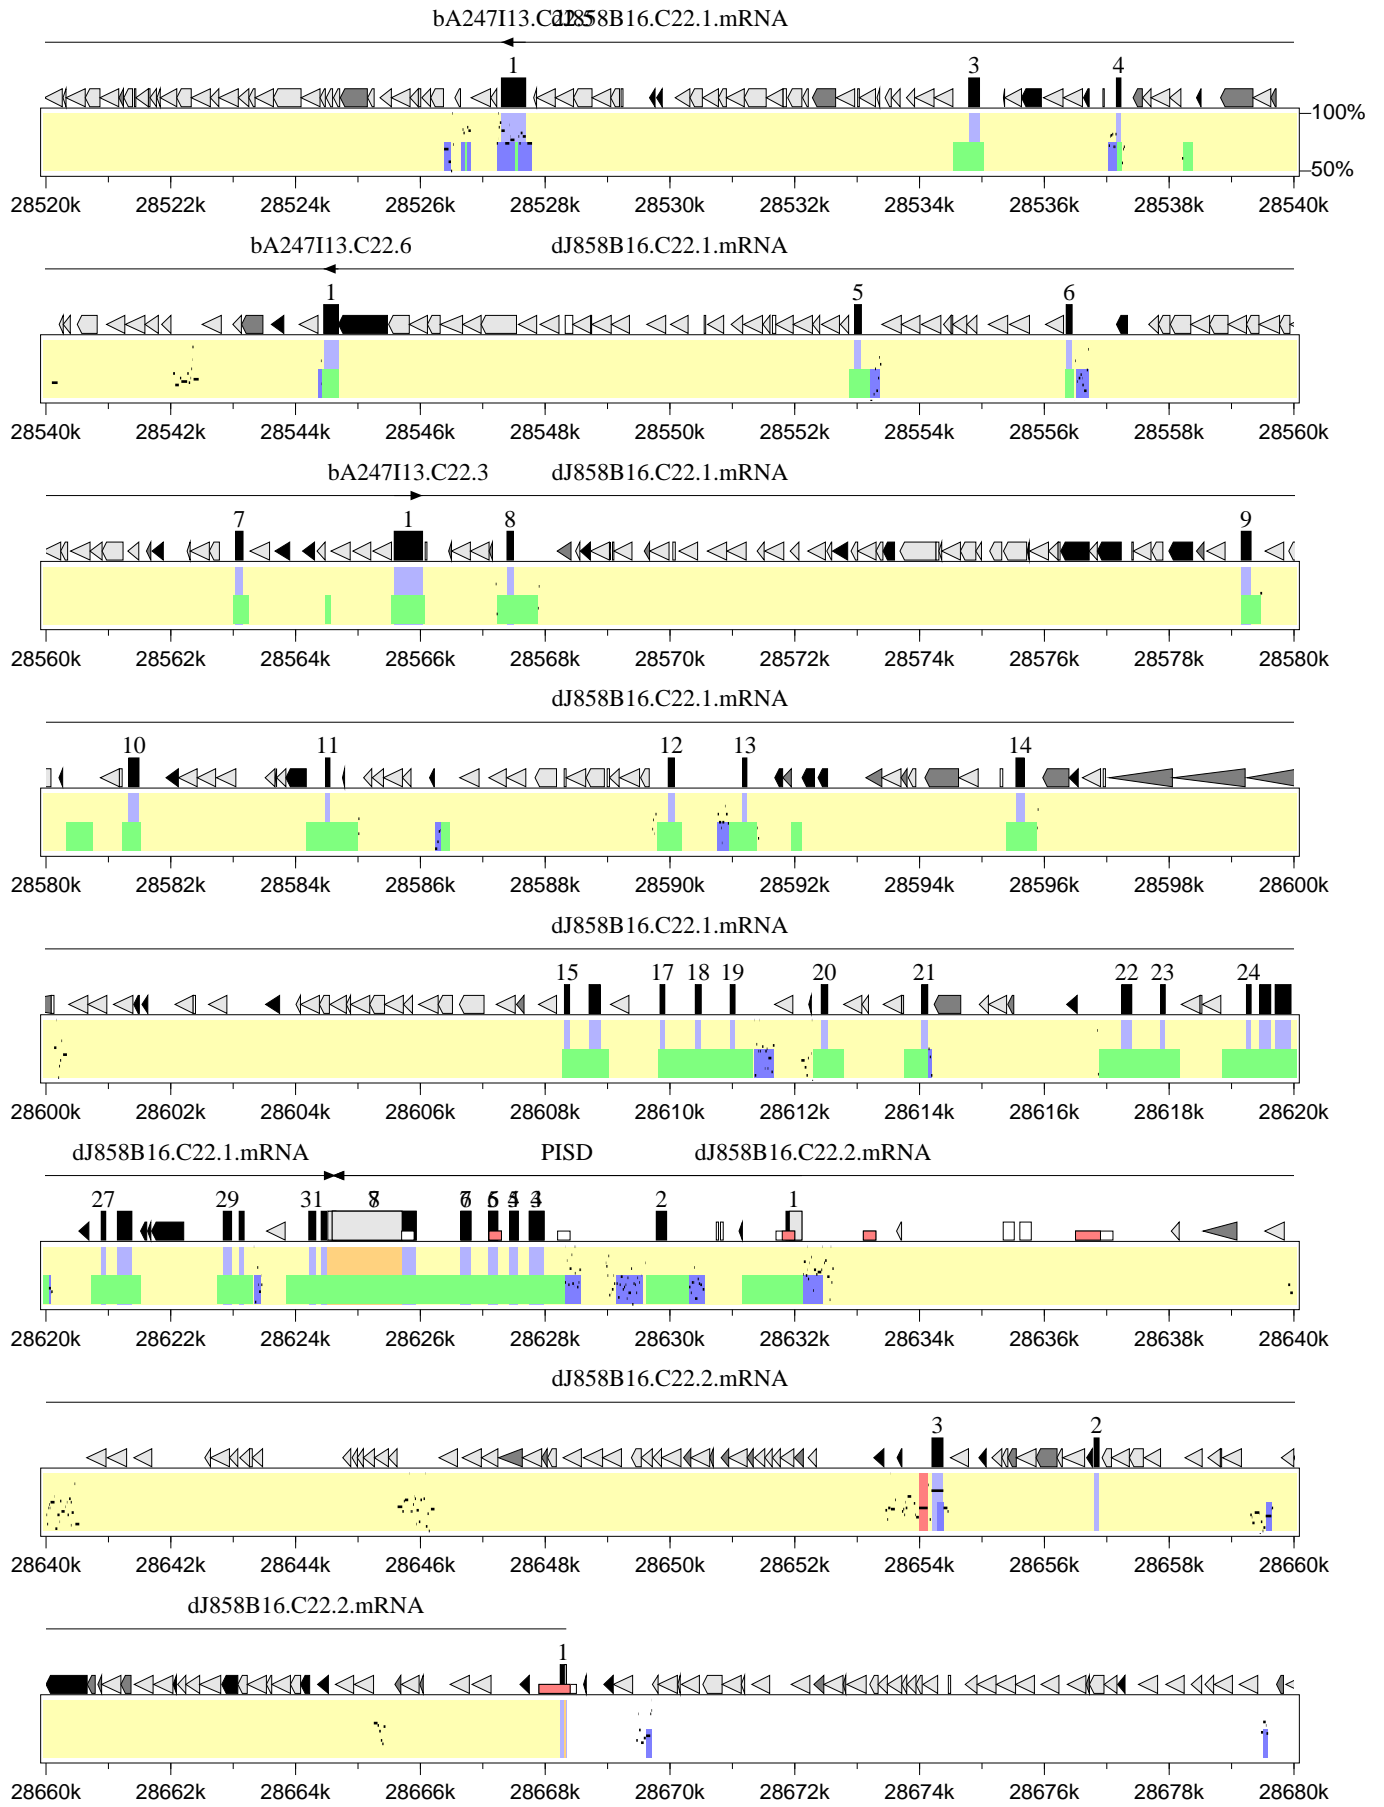 bA247I13.C22.5 dJ858B16.C22.1.mRNA
1 3 4
100%
50%
28520k 28522k 28524k 28526k 28528k 28530k 28532k 28534k 28536k 28538k 28540k
bA247I13.C22.6 dJ858B16.C22.1.mRNA
1 5 6
28540k 28542k 28544k 28546k 28548k 28550k 28552k 28554k 28556k 28558k 28560k
bA247I13.C22.3 dJ858B16.C22.1.mRNA
7 1 8 9
28560k 28562k 28564k 28566k 28568k 28570k 28572k 28574k 28576k 28578k 28580k
dJ858B16.C22.1.mRNA
10 11 12 13 14
28580k 28582k 28584k 28586k 28588k 28590k 28592k 28594k 28596k 28598k 28600k
dJ858B16.C22.1.mRNA
15 17 18 19 20 21 22 23 24
28600k 28602k 28604k 28606k 28608k 28610k 28612k 28614k 28616k 28618k 28620k
dJ858B16.C22.1.mRNA PISD dJ858B16.C22.2.mRNA
27 29 31 2 1
28620k 28622k 28624k 28626k 28628k 28630k 28632k 28634k 28636k 28638k 28640k
dJ858B16.C22.2.mRNA
3 2
28640k 28642k 28644k 28646k 28648k 28650k 28652k 28654k 28656k 28658k 28660k
dJ858B16.C22.2.mRNA
1
28660k 28662k 28664k 28666k 28668k 28670k 28672k 28674k 28676k 28678k 28680k